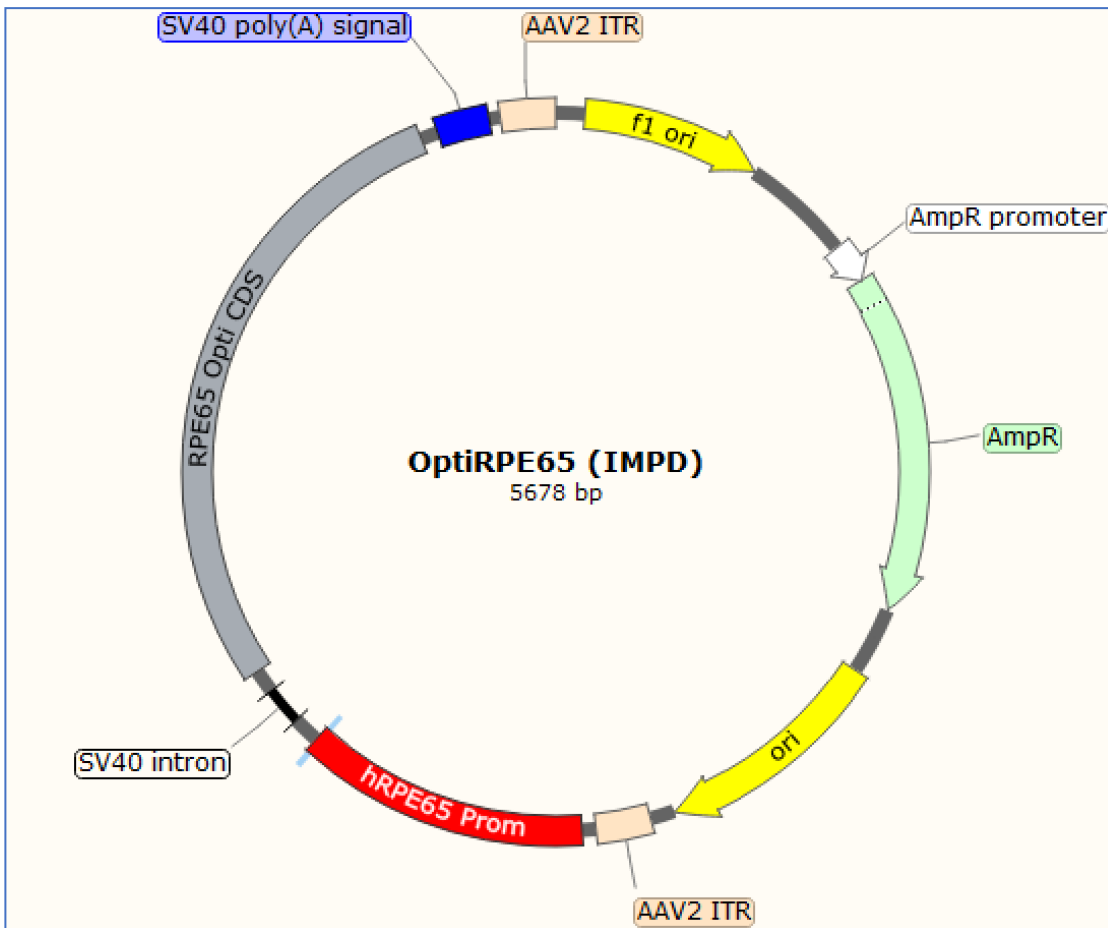 SV40 poly(A) signal
AAV2 ITR
f1 ori
AmpR promoter
AmpR
RPE65 Opti CDS
OptiRPE65 (IMPD)
5678 bp
ori
SV40 intron
hRPE65 Prom
AAV2 ITR